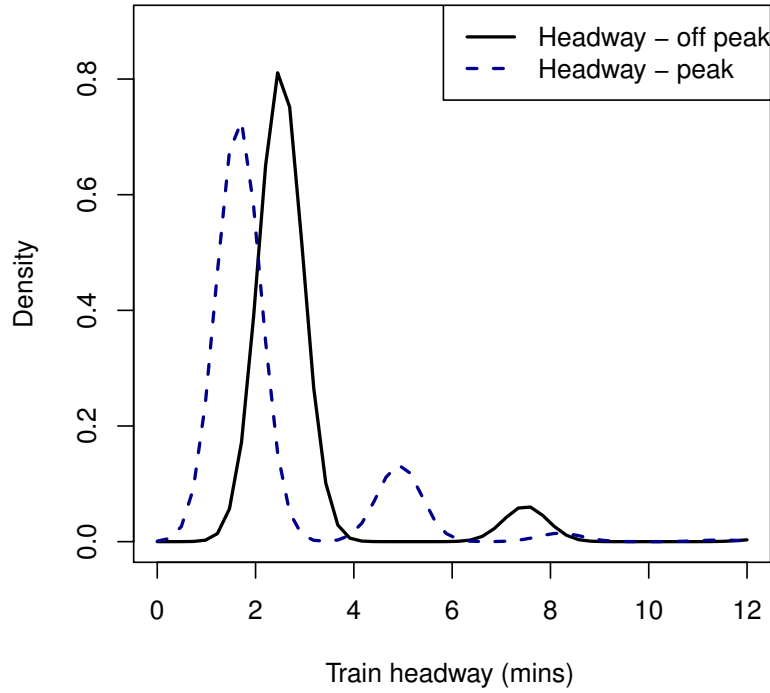 Headway – off peak
Headway – peak
Density
0.0
0.2
0.4
0.6
0.8
0 2 4 6 8 10 12
Train headway (mins)